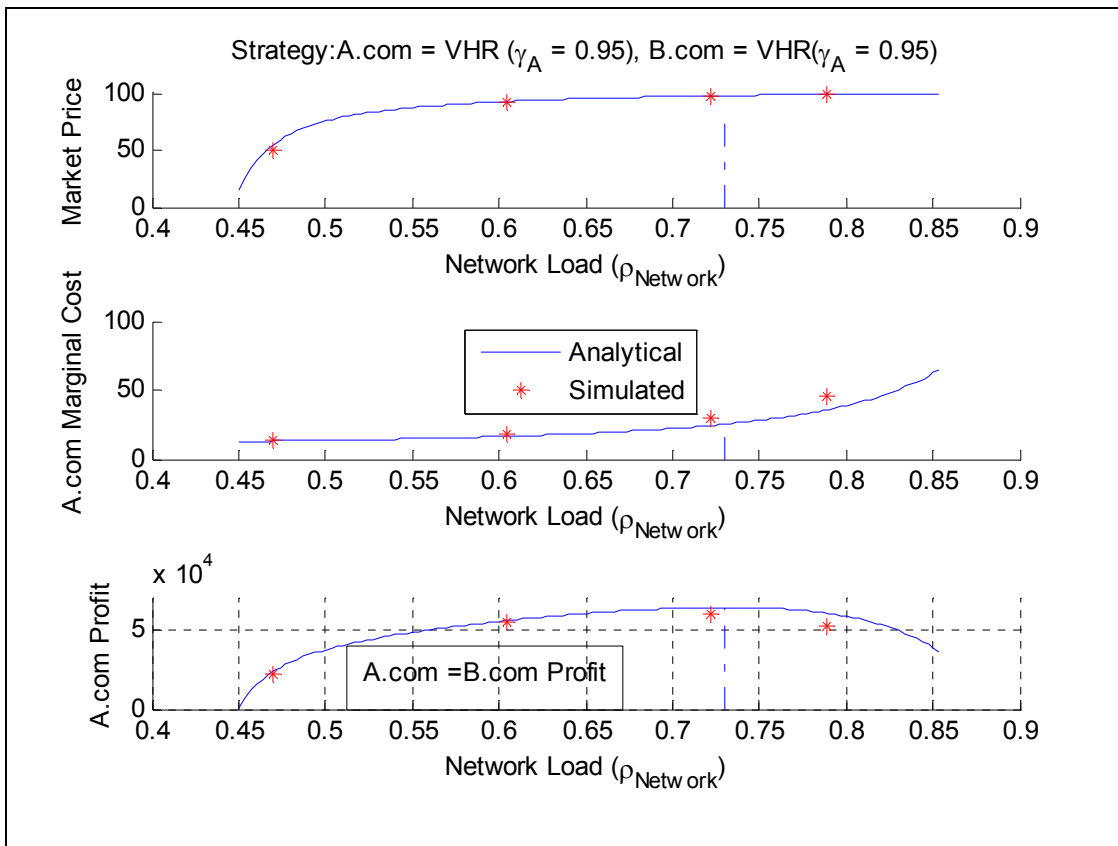 Strategy:A.com = VHR (γA = 0.95), B.com = VHR(γA = 0.95)
Market Price
100
50
0
0.4 0.45 0.5 0.55 0.6 0.65 0.7 0.75 0.8 0.85 0.9
Network Load (ρNetwork)
A.com Marginal Cost
100
50
0
Analytical
Simulated
0.4 0.45 0.5 0.55 0.6 0.65 0.7 0.75 0.8 0.85 0.9
Network Load (ρNetwork)
x 10^4
A.com Profit
5
0
A.com =B.com Profit
0.4 0.45 0.5 0.55 0.6 0.65 0.7 0.75 0.8 0.85 0.9
Network Load (ρNetwork)